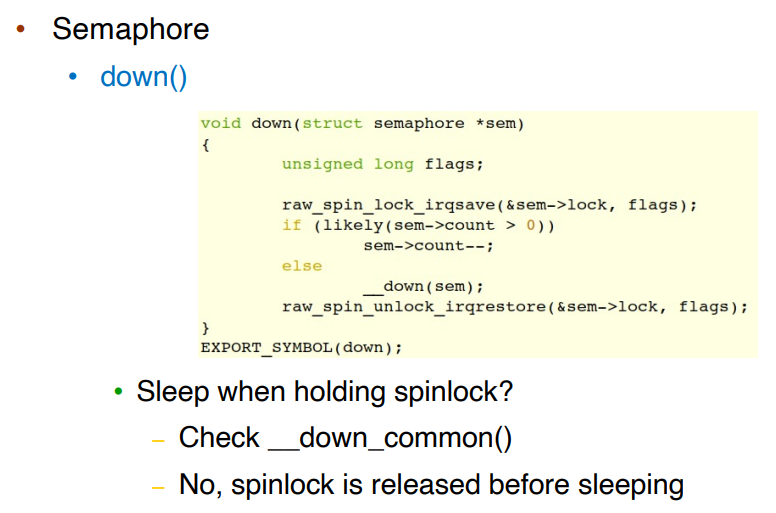 • Semaphore
• down()
void down(struct semaphore *sem)
{
        unsigned long flags;

        raw_spin_lock_irqsave(&sem->lock, flags);
        if (likely(sem->count > 0))
                sem->count--;
        else
                __down(sem);
        raw_spin_unlock_irqrestore(&sem->lock, flags);
}
EXPORT_SYMBOL(down);
• Sleep when holding spinlock?
– Check __down_common()
– No, spinlock is released before sleeping